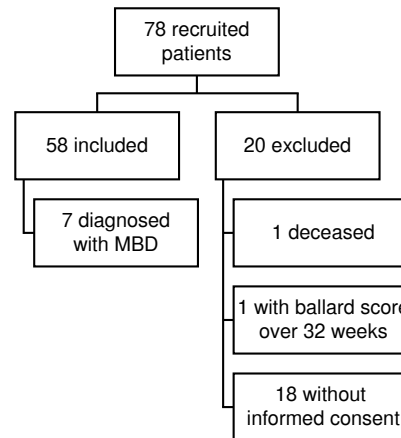 78 recruited
patients
58 included
20 excluded
7 diagnosed
with MBD
1 deceased
1 with ballard score
over 32 weeks
18 without
informed consent